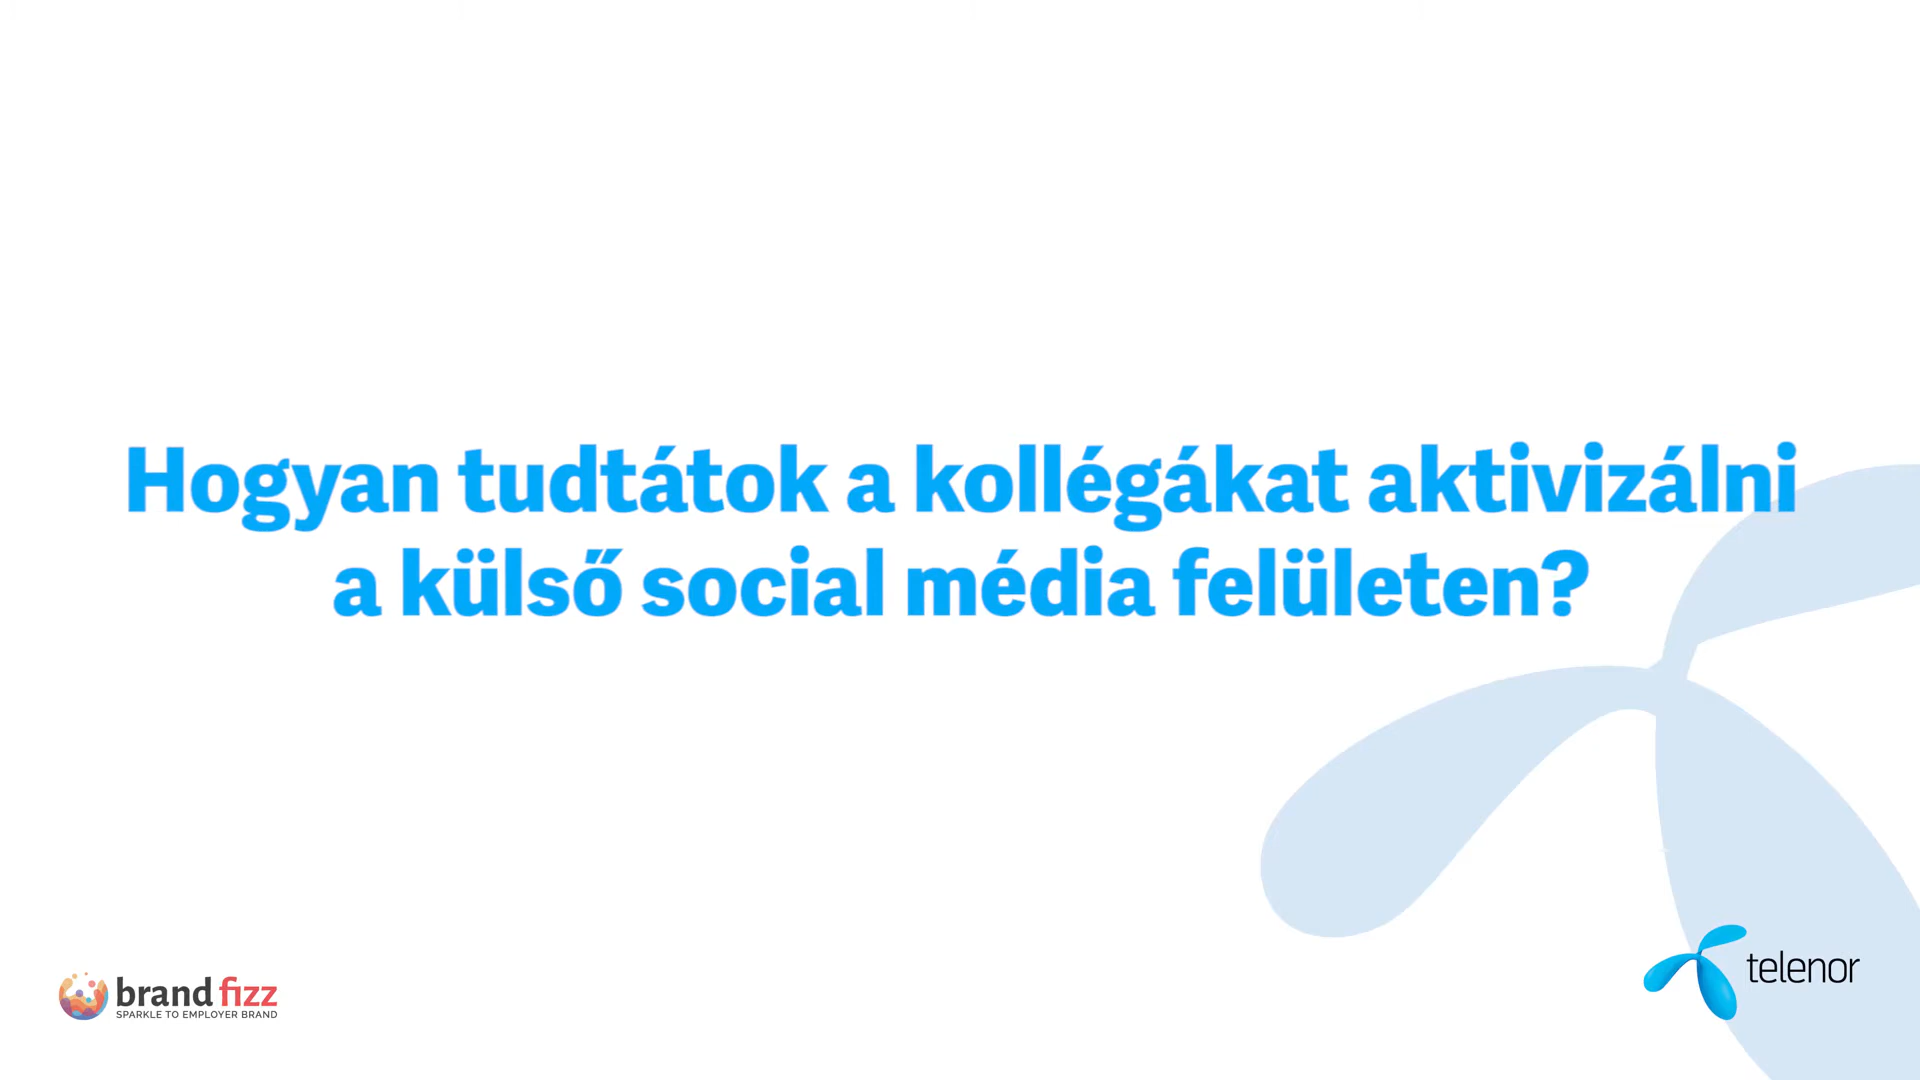 Hogyan tudtátok a kollégákat aktivizálni
a külső social média felületen?
brand fizz
SPARKLE TO EMPLOYER BRAND
telenor